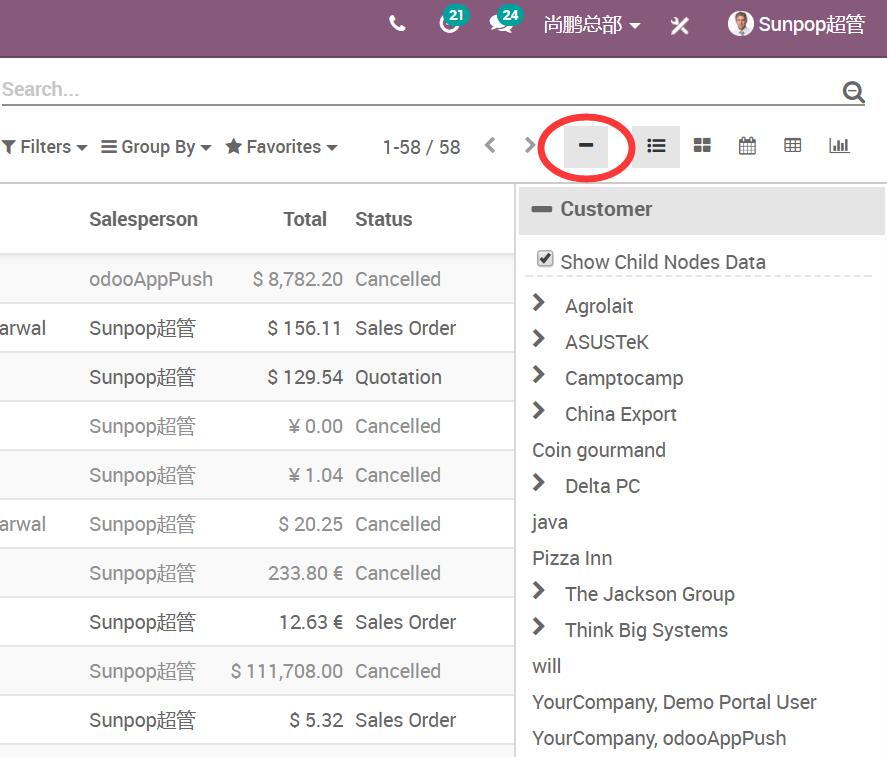 21 24 尚鹏总部 Sunpop超管
Search...
Filters Group By Favorites 1-58 / 58
Salesperson Total Status
odooAppPush $ 8,782.20 Cancelled
arwal Sunpop超管 $ 156.11 Sales Order
Sunpop超管 $ 129.54 Quotation
Sunpop超管 ¥ 0.00 Cancelled
Sunpop超管 ¥ 1.04 Cancelled
arwal Sunpop超管 $ 20.25 Cancelled
Sunpop超管 233.80 € Cancelled
Sunpop超管 12.63 € Sales Order
Sunpop超管 $ 111,708.00 Cancelled
Sunpop超管 $ 5.32 Sales Order
Customer
Show Child Nodes Data
Agrolait
ASUSTeK
Camptocamp
China Export
Coin gourmand
Delta PC
java
Pizza Inn
The Jackson Group
Think Big Systems
will
YourCompany, Demo Portal User
YourCompany, odooAppPush